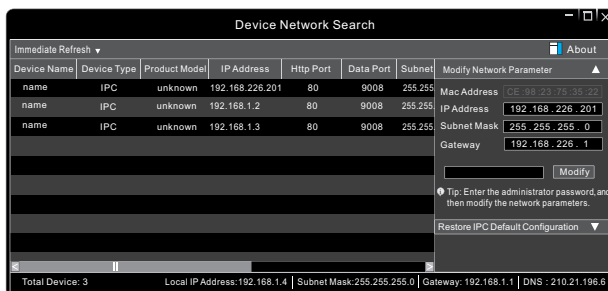 Device Network Search
Immediate Refresh
About
Device Name Device Type Product Model IP Address Http Port Data Port Subnet
name IPC unknown 192.168.226.201 80 9008 255.255
name IPC unknown 192.168.1.2 80 9008 255.255
name IPC unknown 192.168.1.3 80 9008 255.255.
Modify Network Parameter
Mac Address CE :98 :23 :75 :35 :22
IP Address 192 .168 .226 . 201
Subnet Mask 255 . 255 . 255 . 0
Gateway 192 .168 . 226 . 1
Modify
Tip: Enter the administrator password, and
then modify the network parameters.
Restore IPC Default Configuration
Total Device: 3 Local IP Address:192.168.1.4 Subnet Mask:255.255.255.0 Gateway: 192.168.1.1 DNS : 210.21.196.6